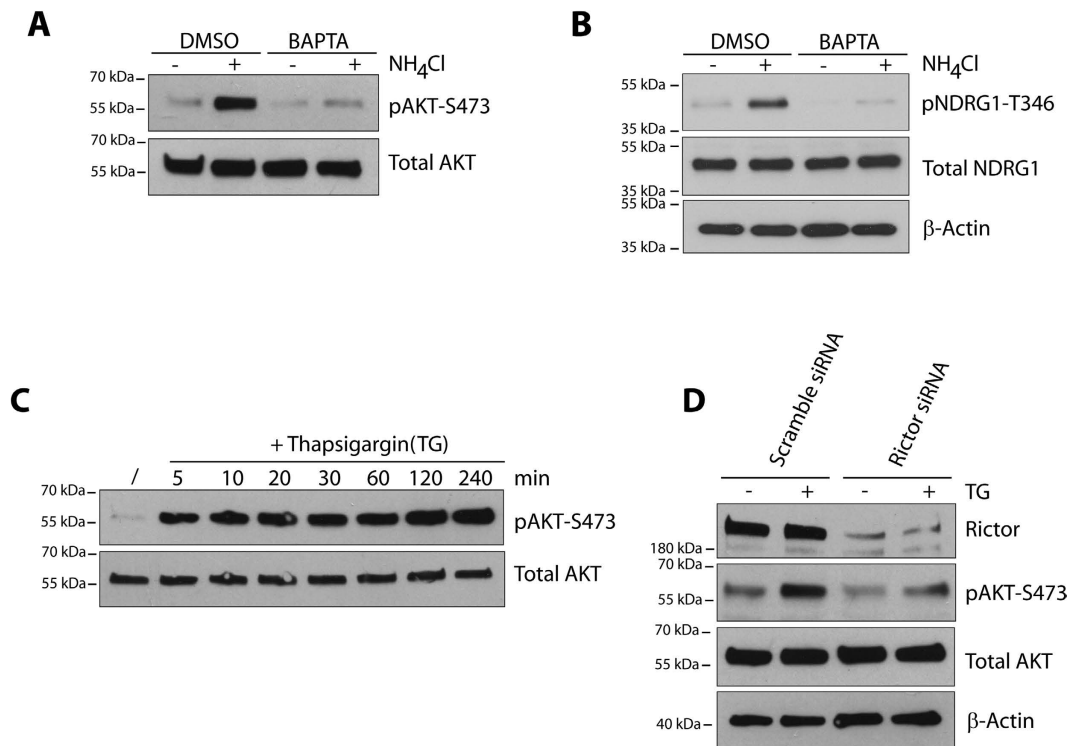 A
DMSO BAPTA
- + - + NH4Cl
70 kDa
55 kDa
pAKT-S473
70 kDa
55 kDa
Total AKT
B
DMSO BAPTA
- + - + NH4Cl
55 kDa
35 kDa
pNDRG1-T346
55 kDa
35 kDa
Total NDRG1
55 kDa
35 kDa
β-Actin
C
+ Thapsigargin(TG)
/ 5 10 20 30 60 120 240 min
70 kDa
55 kDa
pAKT-S473
70 kDa
55 kDa
Total AKT
D
Scramble siRNA
Rictor siRNA
- + - + TG
180 kDa
Rictor
70 kDa
55 kDa
pAKT-S473
70 kDa
55 kDa
Total AKT
40 kDa
β-Actin